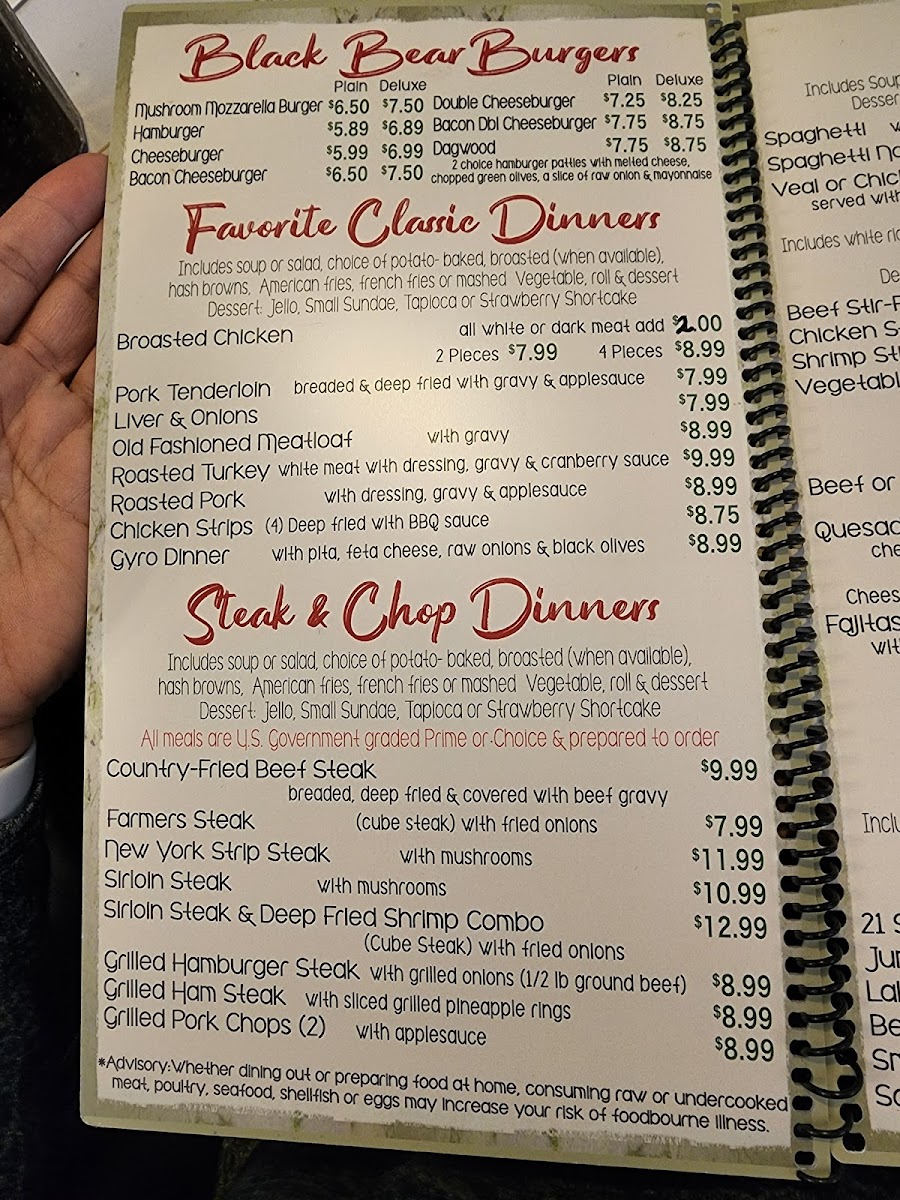 Black Bear Burgers
Plain Deluxe
Mushroom Mozzarella Burger $6.50 $7.50
Hamburger $5.89 $6.89
Cheeseburger $5.99 $6.99
Bacon Cheeseburger $6.50 $7.50
Plain Deluxe
Double Cheeseburger $7.25 $8.25
Bacon Dbl Cheeseburger $7.75 $8.75
Dagwood $7.75 $8.75
2 choice hamburger patties with melted cheese,
chopped green olives, a slice of raw onion & mayonnaise
Favorite Classic Dinners
Includes soup or salad, choice of potato- baked, broasted (when available),
hash browns, American fries, french fries or mashed Vegetable, roll & dessert
Dessert: Jello, Small Sundae, Tapioca or Strawberry Shortcake
Broasted Chicken all white or dark meat add $2.00
2 Pieces $7.99 4 Pieces $8.99
Pork Tenderloin breaded & deep fried with gravy & applesauce $7.99
Liver & Onions $7.99
Old Fashioned Meatloaf with gravy $8.99
Roasted Turkey white meat with dressing, gravy & cranberry sauce $9.99
Roasted Pork with dressing, gravy & applesauce $8.99
Chicken Strips (4) Deep fried with BBQ sauce $8.75
Gyro Dinner with pita, feta cheese, raw onions & black olives $8.99
Steak & Chop Dinners
Includes soup or salad, choice of potato- baked, broasted (when available),
hash browns, American fries, french fries or mashed Vegetable, roll & dessert
Dessert: Jello, Small Sundae, Tapioca or Strawberry Shortcake
All meals are U.S. Government graded Prime or Choice & prepared to order
Country-Fried Beef Steak $9.99
breaded, deep fried & covered with beef gravy
Farmers Steak (cube steak) with fried onions $7.99
New York Strip Steak with mushrooms $11.99
Sirloin Steak with mushrooms $10.99
Sirloin Steak & Deep Fried Shrimp Combo $12.99
(Cube Steak) with fried onions
Grilled Hamburger Steak with grilled onions (1/2 lb ground beef) $8.99
Grilled Ham Steak with sliced grilled pineapple rings $8.99
Grilled Pork Chops (2) with applesauce $8.99
*Advisory: Whether dining out or preparing food at home, consuming raw or undercooked
meat, poultry, seafood, shellfish or eggs may increase your risk of foodbourne illness.
Includes Soup
Spaghetti
Spaghetti
Veal or
served
Includes white
Beef
Chicken
Shrimp
Beef or
Fajitas
21